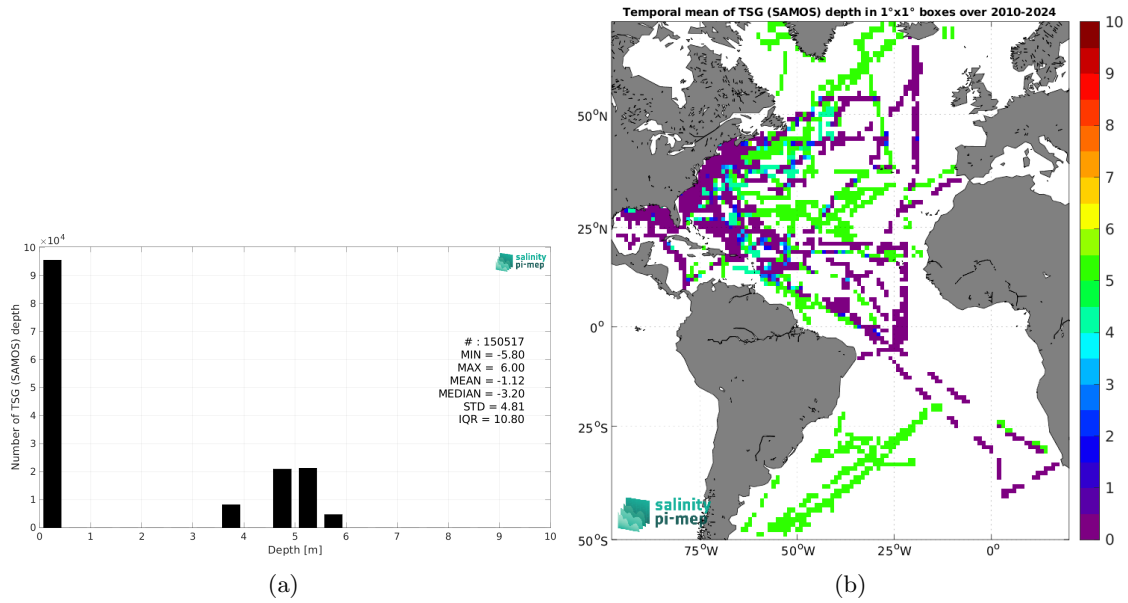 ×10⁴
10
9
8
7
6
5
4
3
2
1
0
Number of TSG (SAMOS) depth
0 1 2 3 4 5 6 7 8 9 10
Depth [m]
salinity
pi-mep
# : 150517
MIN = -5.80
MAX = 6.00
MEAN = -1.12
MEDIAN = -3.20
STD = 4.81
IQR = 10.80
(a)
Temporal mean of TSG (SAMOS) depth in 1°x1° boxes over 2010-2024
50°N
25°N
0°
25°S
50°S
75°W 50°W 25°W 0°
salinity
pi-mep
10
9
8
7
6
5
4
3
2
1
0
(b)